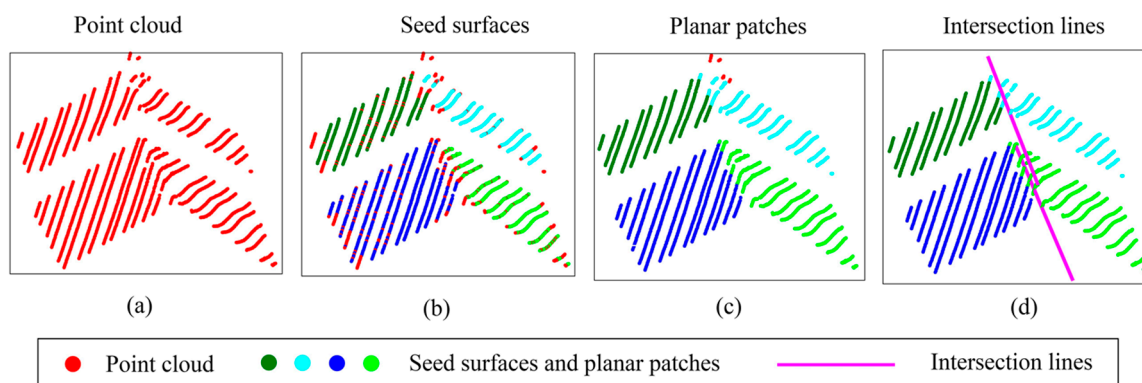 Point cloud
Seed surfaces
Planar patches
Intersection lines
(a)
(b)
(c)
(d)
Point cloud
Seed surfaces and planar patches
Intersection lines